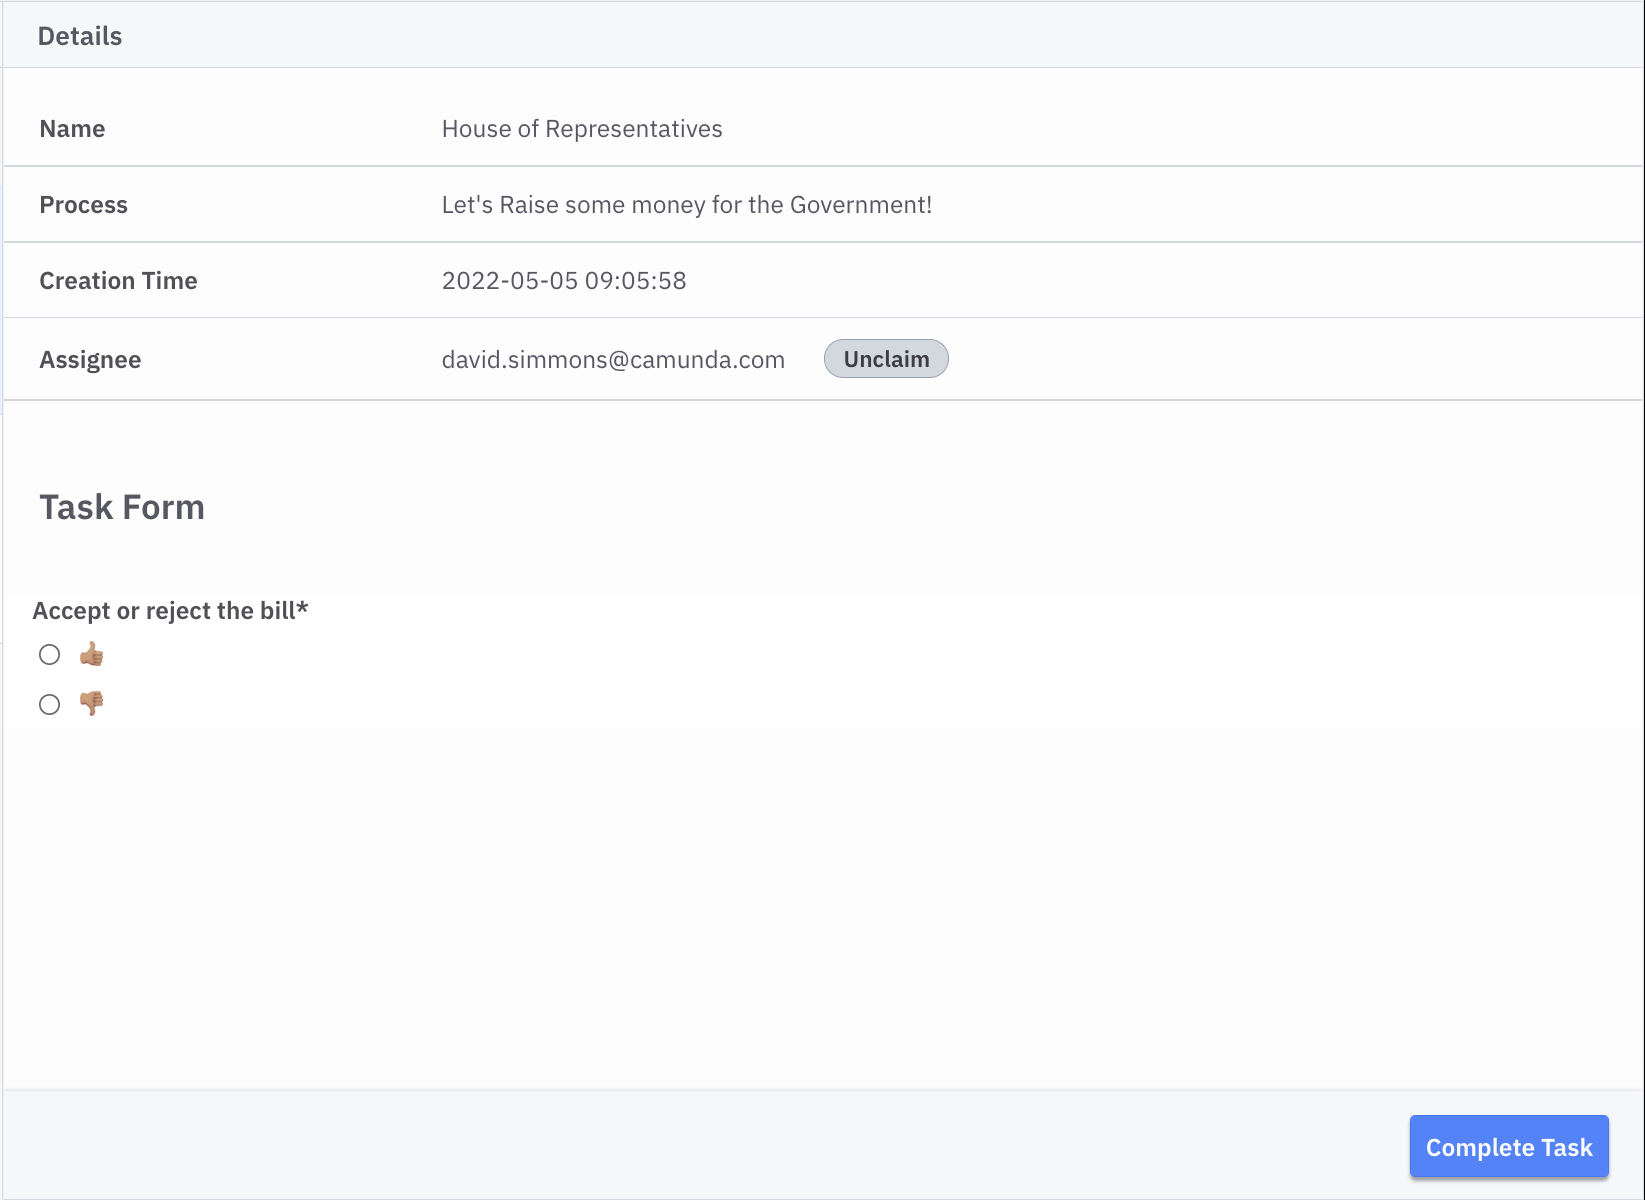 Details
Name House of Representatives
Process Let's Raise some money for the Government!
Creation Time 2022-05-05 09:05:58
Assignee david.simmons@camunda.com Unclaim
Task Form
Accept or reject the bill*
👍🏽
👎🏽
Complete Task